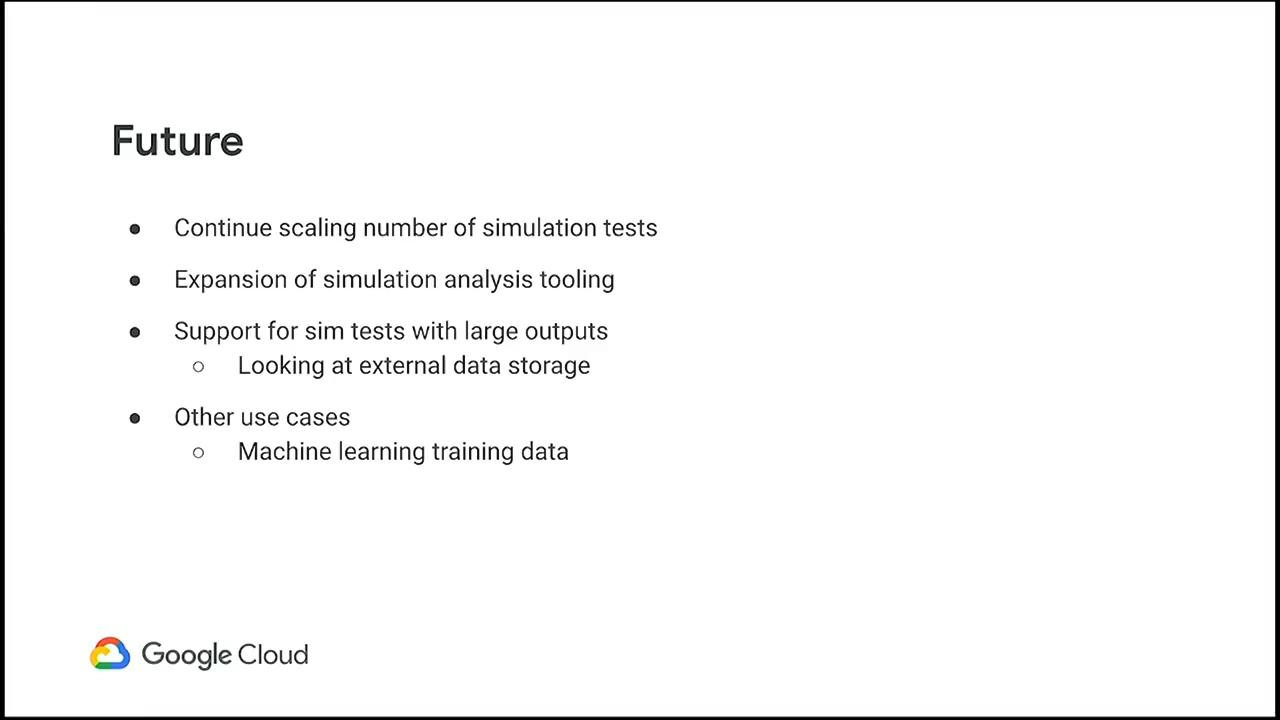 Future
● Continue scaling number of simulation tests
● Expansion of simulation analysis tooling
● Support for sim tests with large outputs
○ Looking at external data storage
● Other use cases
○ Machine learning training data
Google Cloud